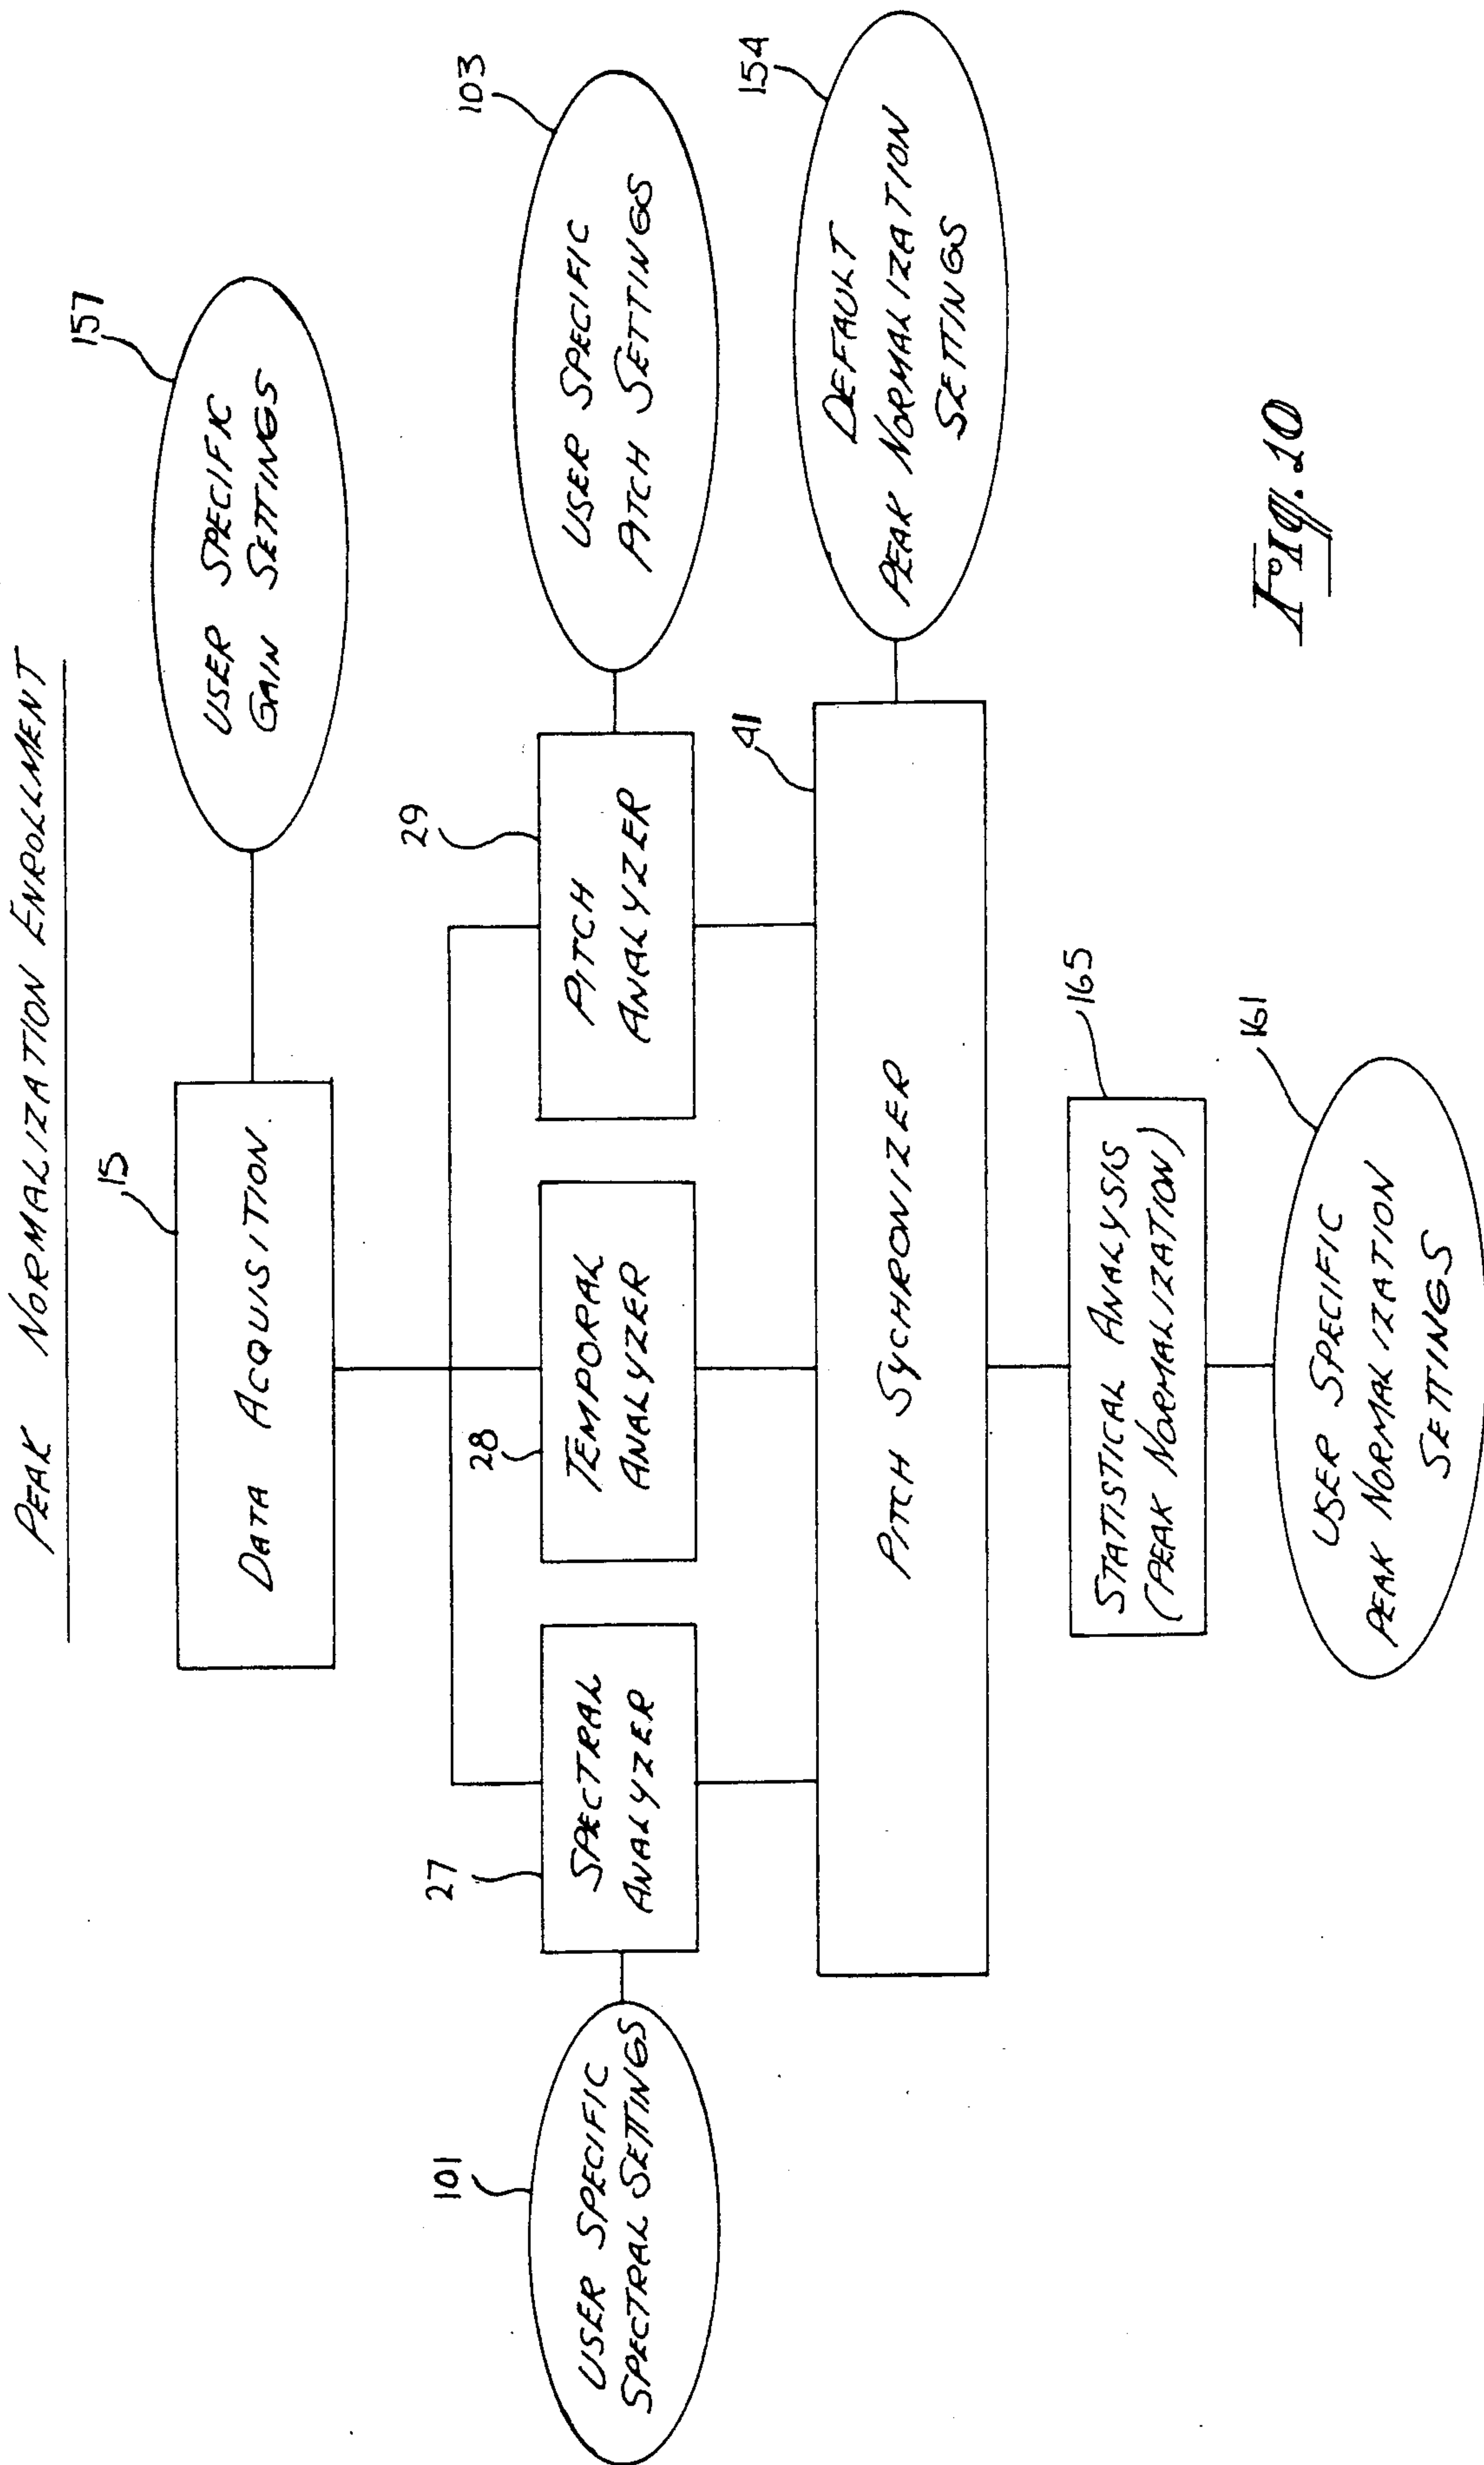 PEAK NORMALIZATION ENROLLMENT
157
USER SPECIFIC
GAIN SETTINGS
15
DATA ACQUISITION
103
USER SPECIFIC
PITCH SETTINGS
29
PITCH
ANALYZER
28
TEMPORAL
ANALYZER
27
SPECTRAL
ANALYZER
101
USER SPECIFIC
SPECTRAL SETTINGS
154
DEFAULT
PEAK NORMALIZATION
SETTINGS
41
PITCH SYCHRONIZER
165
STATISTICAL ANALYSIS
(PEAK NORMALIZATION)
161
USER SPECIFIC
PEAK NORMALIZATION
SETTINGS
Fig. 10